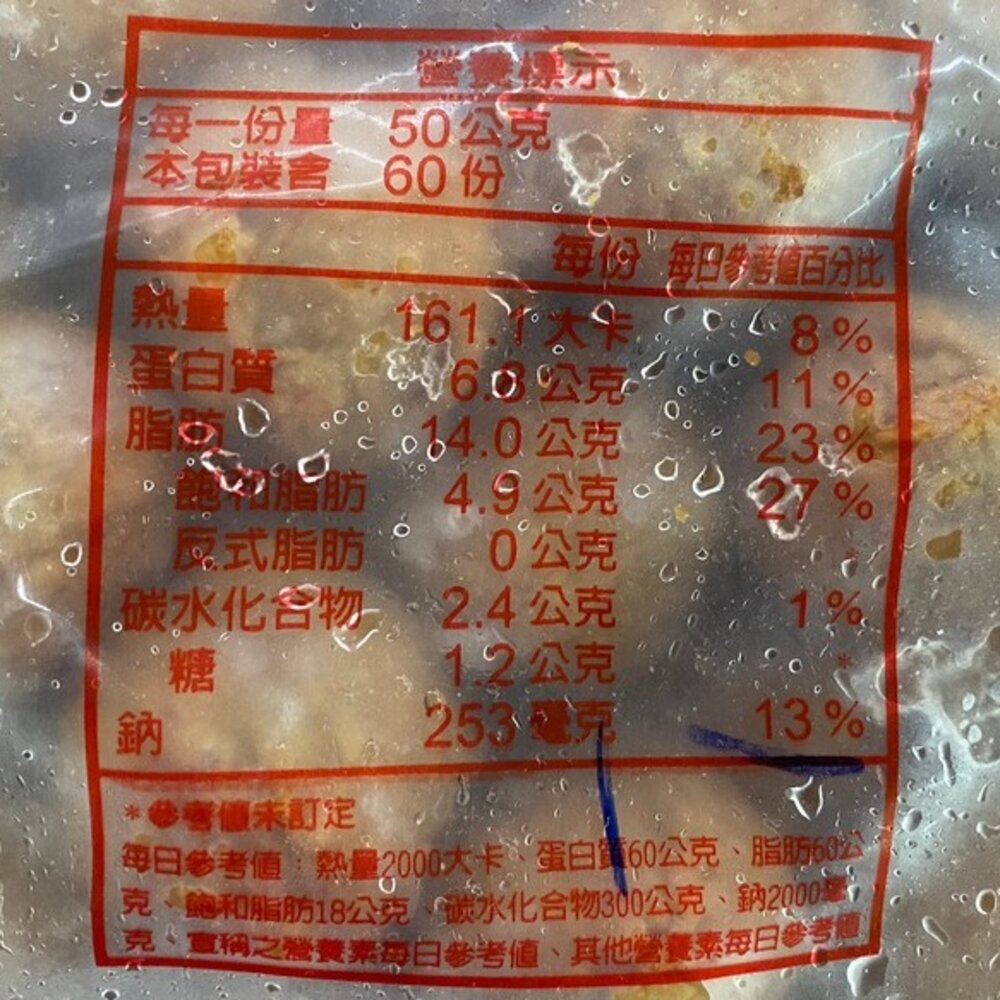 營養標示
每一份量 50公克
本包裝含 60份
每份 每日參考值百分比
熱量 161.1大卡 8%
蛋白質 6.8公克 11%
脂肪 14.0公克 23%
飽和脂肪 4.9公克 27%
反式脂肪 0公克 *
碳水化合物 2.4公克 1%
糖 1.2公克 *
鈉 253毫克 13%
*參考值未訂定
每日參考值：熱量2000大卡、蛋白質60公克、脂肪60公
克、飽和脂肪18公克、碳水化合物300公克、鈉2000毫
克、宣稱之營養素每日參考值、其他營養素每日參考值